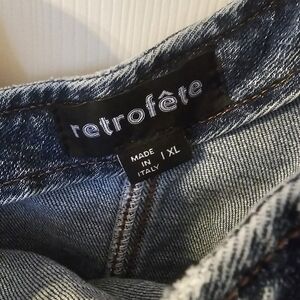 retrofête
MADE
IN
ITALY
| XL